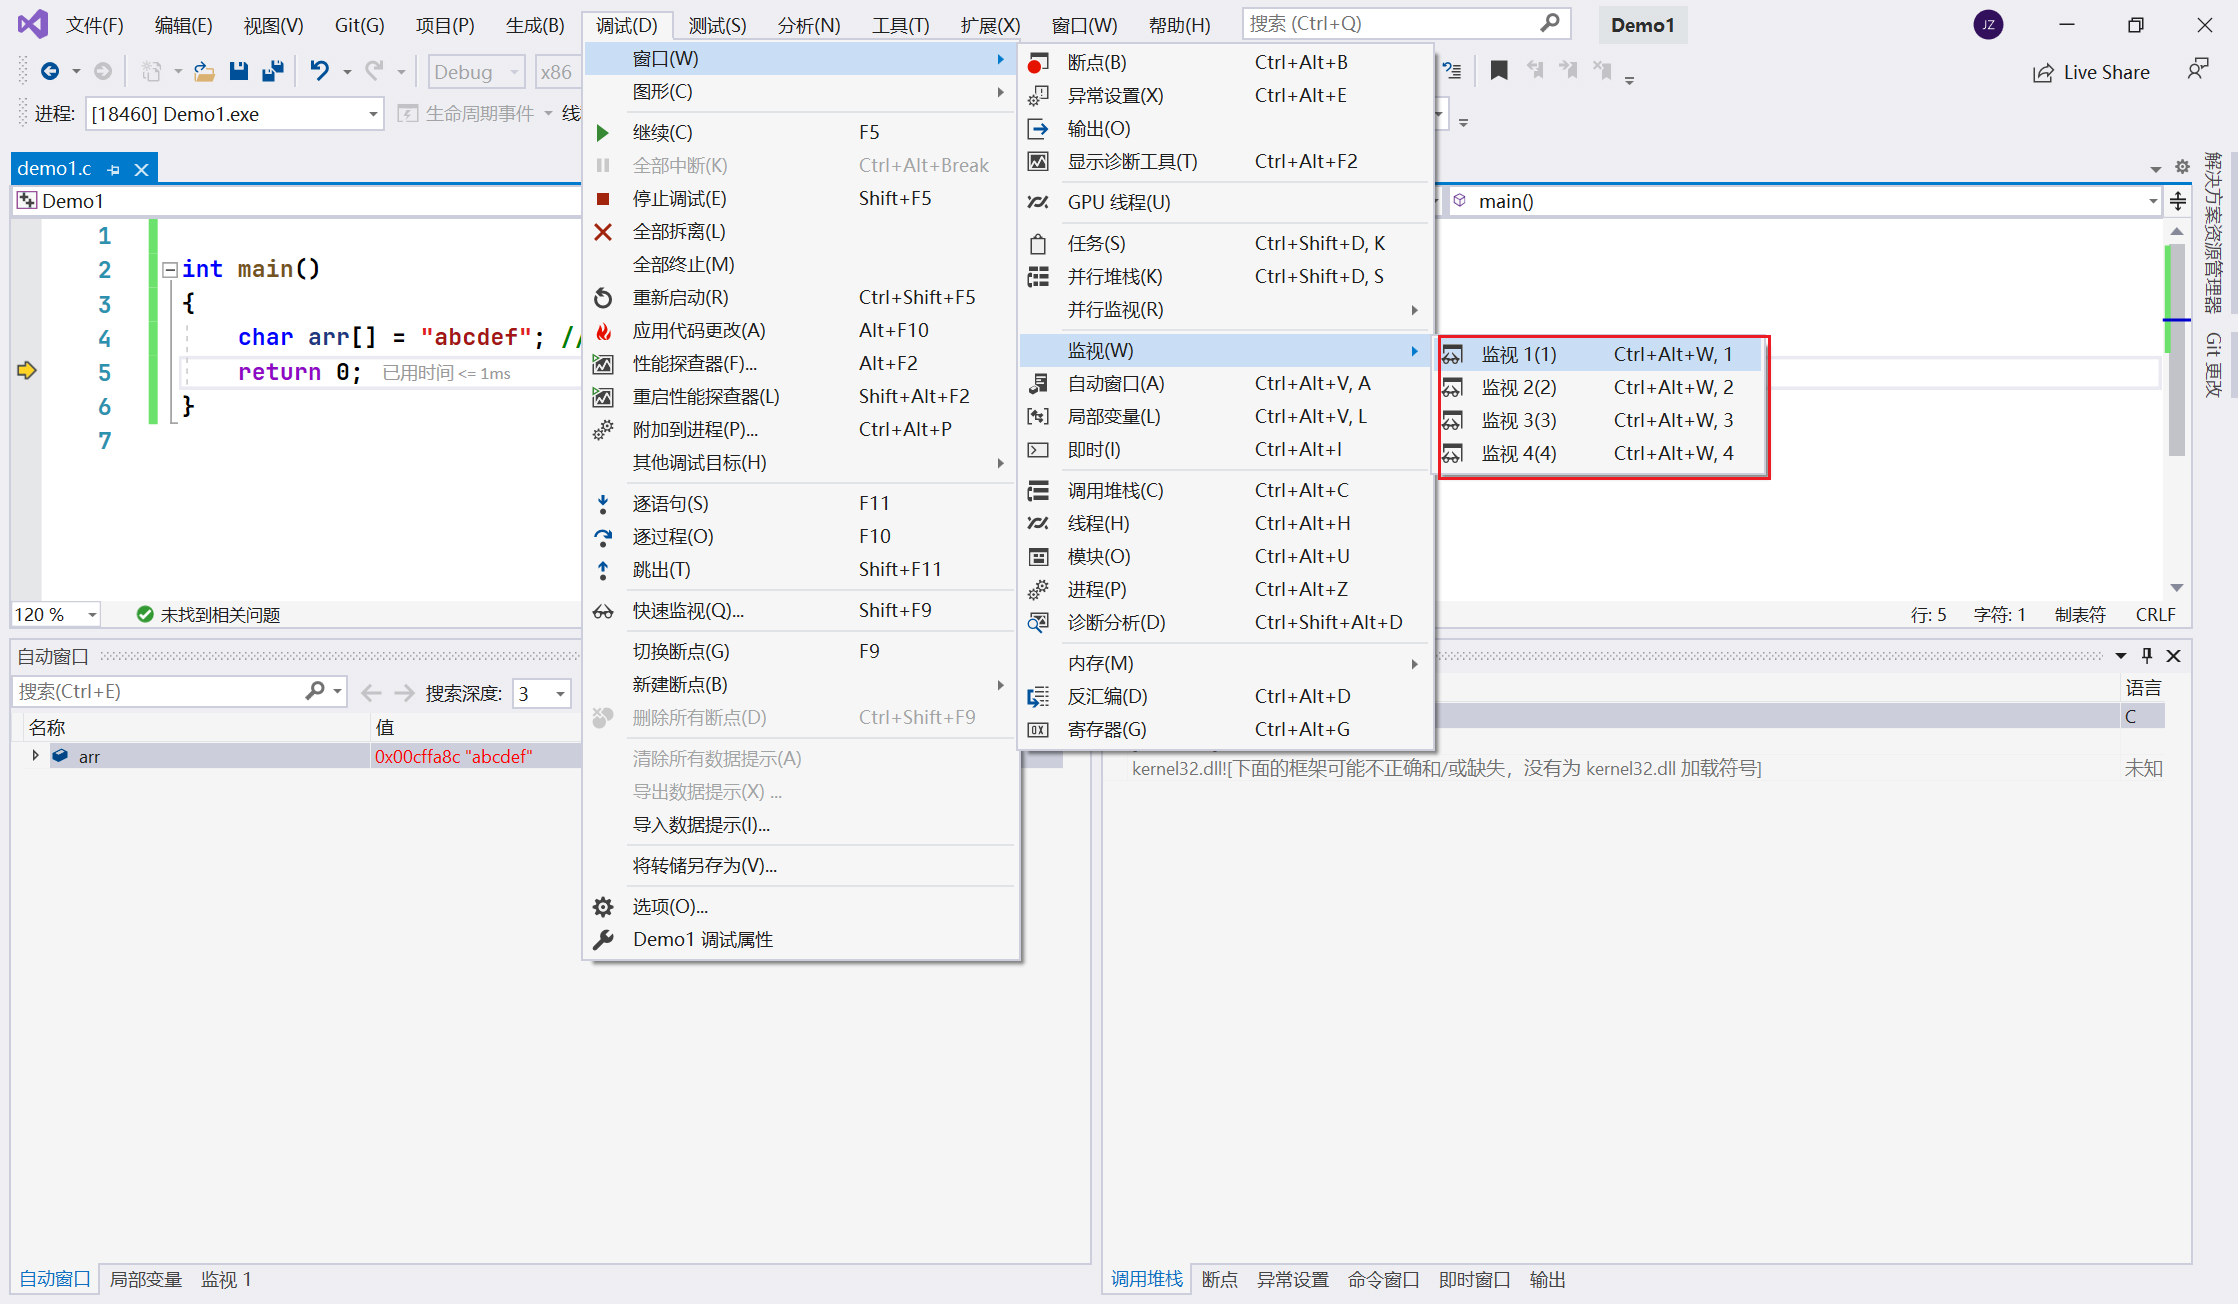 文件(F) 编辑(E) 视图(V) Git(G) 项目(P) 生成(B) 调试(D) 测试(S) 分析(N) 工具(T) 扩展(X) 窗口(W) 帮助(H) 搜索 (Ctrl+Q) Demo1 JZ
Debug x86 Live Share
进程: [18460] Demo1.exe 生命周期事件
demo1.c
Demo1 main()
1
2 int main()
3 {
4 char arr[] = "abcdef"; //
5 return 0; 已用时间 <= 1ms
6 }
7
120 % 未找到相关问题 行: 5 字符: 1 制表符 CRLF
窗口(W)
图形(C)
继续(C) F5
全部中断(K) Ctrl+Alt+Break
停止调试(E) Shift+F5
全部拆离(L)
全部终止(M)
重新启动(R) Ctrl+Shift+F5
应用代码更改(A) Alt+F10
性能探查器(F)... Alt+F2
重启性能探查器(L) Shift+Alt+F2
附加到进程(P)... Ctrl+Alt+P
其他调试目标(H)
逐语句(S) F11
逐过程(O) F10
跳出(T) Shift+F11
快速监视(Q)... Shift+F9
切换断点(G) F9
新建断点(B)
删除所有断点(D) Ctrl+Shift+F9
清除所有数据提示(A)
导出数据提示(X) ...
导入数据提示(I)...
将转储另存为(V)...
选项(O)...
Demo1 调试属性
断点(B) Ctrl+Alt+B
异常设置(X) Ctrl+Alt+E
输出(O)
显示诊断工具(T) Ctrl+Alt+F2
GPU 线程(U)
任务(S) Ctrl+Shift+D, K
并行堆栈(K) Ctrl+Shift+D, S
并行监视(R)
监视(W)
自动窗口(A) Ctrl+Alt+V, A
局部变量(L) Ctrl+Alt+V, L
即时(I) Ctrl+Alt+I
调用堆栈(C) Ctrl+Alt+C
线程(H) Ctrl+Alt+H
模块(O) Ctrl+Alt+U
进程(P) Ctrl+Alt+Z
诊断分析(D) Ctrl+Shift+Alt+D
内存(M)
反汇编(D) Ctrl+Alt+D
寄存器(G) Ctrl+Alt+G
监视 1(1) Ctrl+Alt+W, 1
监视 2(2) Ctrl+Alt+W, 2
监视 3(3) Ctrl+Alt+W, 3
监视 4(4) Ctrl+Alt+W, 4
解决方案资源管理器
Git 更改
自动窗口
搜索(Ctrl+E) 搜索深度: 3
名称 值
arr 0x00cffa8c "abcdef"
语言
C
kernel32.dll![下面的框架可能不正确和/或缺失，没有为 kernel32.dll 加载符号] 未知
自动窗口 局部变量 监视 1
调用堆栈 断点 异常设置 命令窗口 即时窗口 输出